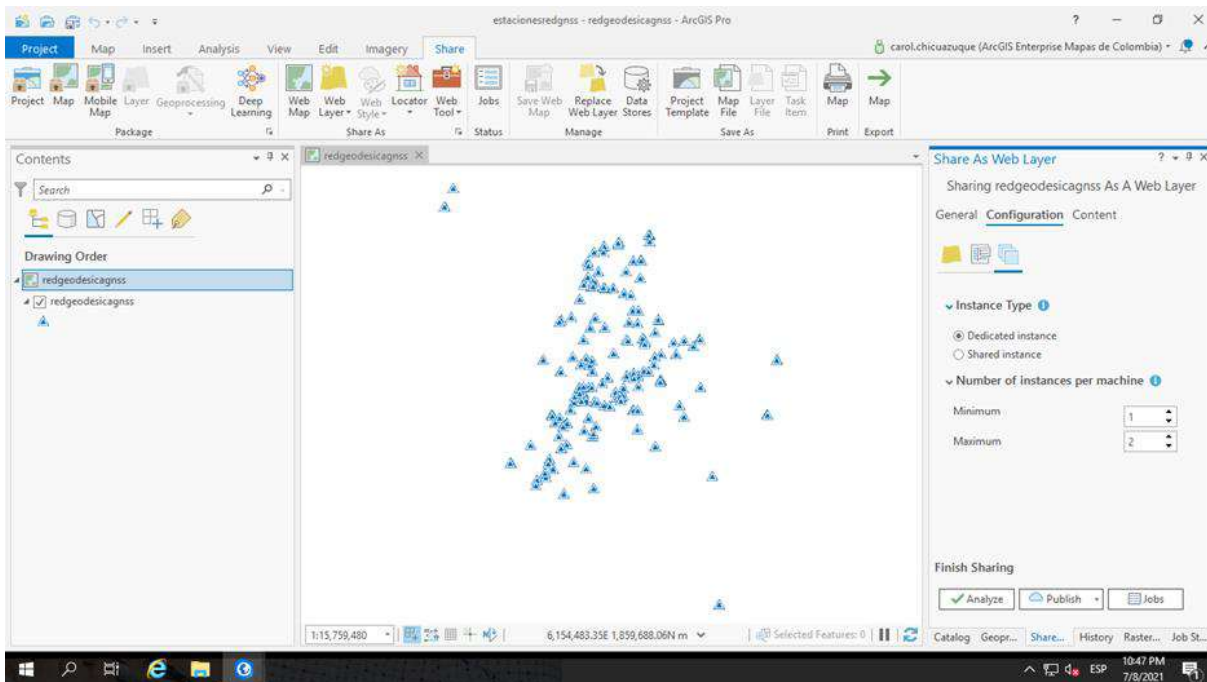 estacionesredgnss - redgeodesicagnss - ArcGIS Pro
?
Project Map Insert Analysis View Edit Imagery Share
carol.chicuazuque (ArcGIS Enterprise Mapas de Colombia)
Project Map Mobile Map Layer Geoprocessing Deep Learning Web Map Web Layer Web Style Locator Web Tool Jobs Save Web Map Replace Web Layer Data Stores Project Template Map File Layer File Task Item Map Map
Package Share As Status Manage Save As Print Export
Contents
redgeodesicagnss
Search
Drawing Order
redgeodesicagnss
redgeodesicagnss
Share As Web Layer ?
Sharing redgeodesicagnss As A Web Layer
General Configuration Content
Instance Type
Dedicated instance
Shared instance
Number of instances per machine
Minimum 1
Maximum 2
Finish Sharing
Analyze Publish Jobs
1:15,759,480
6,154,483.35E 1,859,688.06N m
Selected Features: 0
Catalog Geopr... Share... History Raster... Job St...
ESP
10:47 PM
7/8/2021